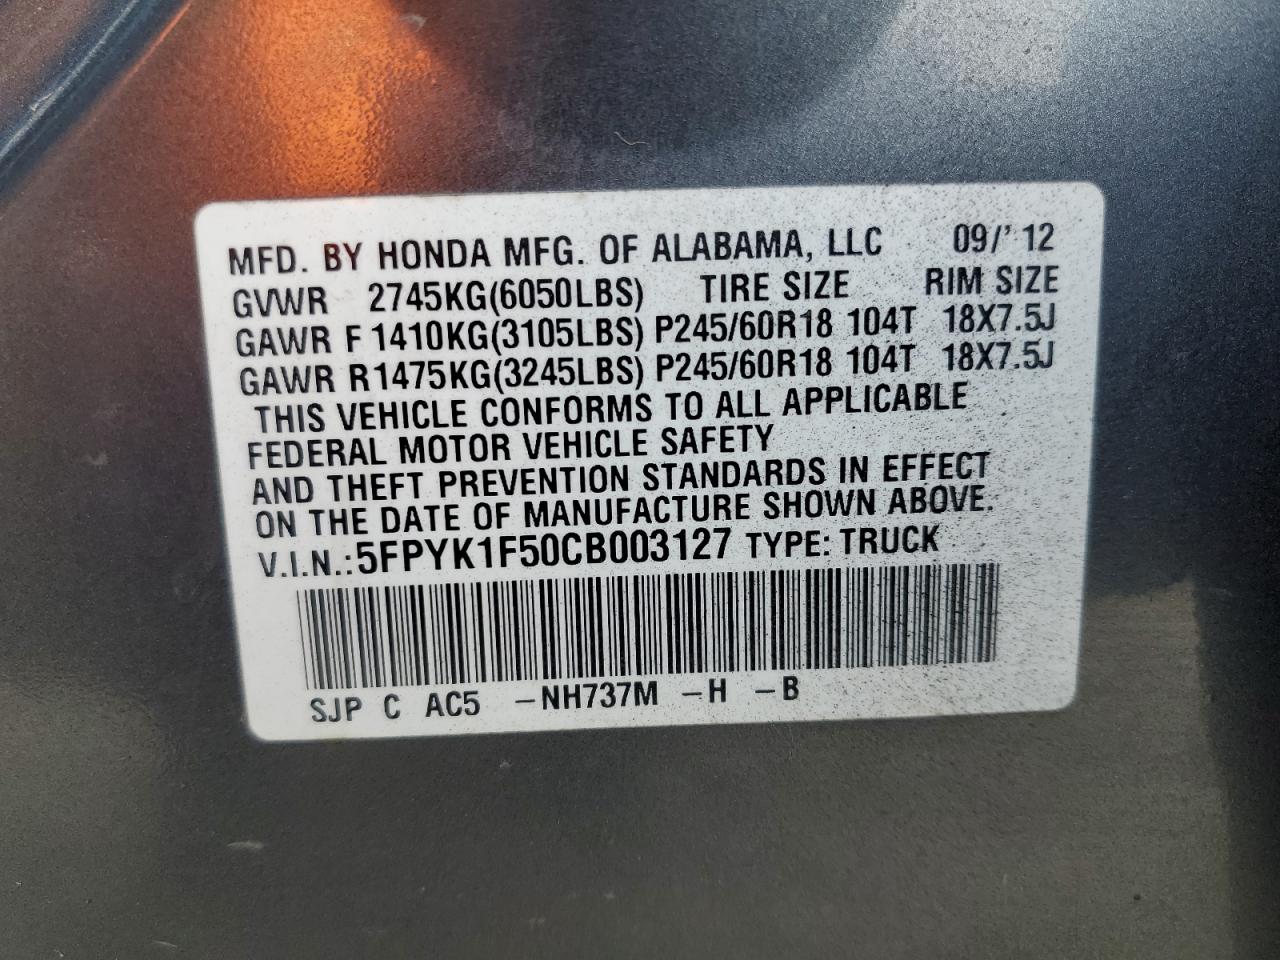 MFD. BY HONDA MFG. OF ALABAMA, LLC 09/'12
GVWR 2745KG(6050LBS) TIRE SIZE RIM SIZE
GAWR F 1410KG(3105LBS) P245/60R18 104T 18X7.5J
GAWR R1475KG(3245LBS) P245/60R18 104T 18X7.5J
THIS VEHICLE CONFORMS TO ALL APPLICABLE
FEDERAL MOTOR VEHICLE SAFETY
AND THEFT PREVENTION STANDARDS IN EFFECT
ON THE DATE OF MANUFACTURE SHOWN ABOVE.
V.I.N.: 5FPYK1F50CB003127 TYPE: TRUCK
SJP C AC5 -NH737M -H -B